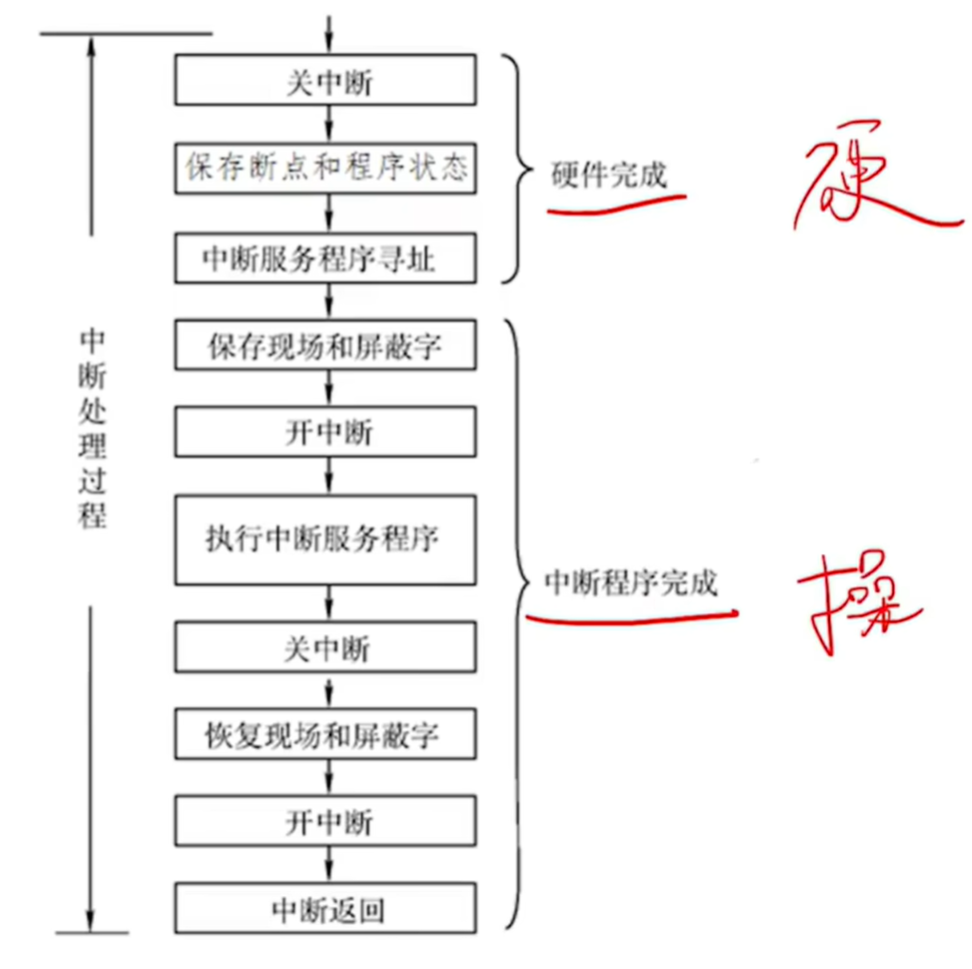 关中断
保存断点和程序状态
中断服务程序寻址
硬件完成
硬
保存现场和屏蔽字
开中断
执行中断服务程序
关中断
恢复现场和屏蔽字
开中断
中断返回
中断程序完成
操
中断处理过程